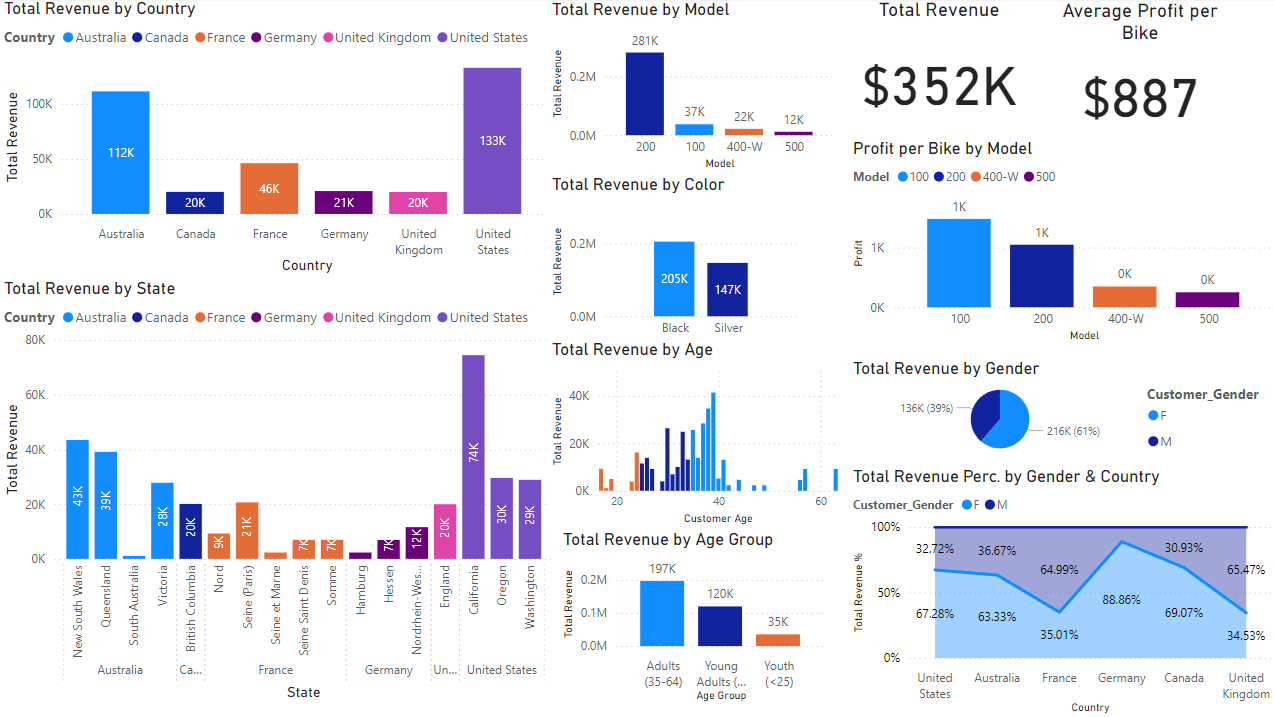 Total Revenue by Country
Country Australia Canada France Germany United Kingdom United States
Total Revenue
100K
50K
0K
112K
20K
46K
21K
20K
133K
Australia Canada France Germany United Kingdom United States
Country
Total Revenue by State
Country Australia Canada France Germany United Kingdom United States
Total Revenue
80K
60K
40K
20K
0K
43K
39K
28K
20K
9K
21K
7K
7K
7K
12K
20K
74K
30K
29K
New South Wales
Queensland
South Australia
Victoria
British Columbia
Nord
Seine (Paris)
Seinet Marne
Seine Saint Denis
Somme
Hamburg
Hessen
Nordrhein-Wes...
England
California
Oregon
Washington
Australia Ca... France Germany Un... United States
State
Total Revenue by Model
Total Revenue
0.2M
0.0M
281K
37K
22K
12K
200 100 400-W 500
Model
Total Revenue by Color
Total Revenue
0.2M
0.0M
205K
147K
Black Silver
Total Revenue by Age
Total Revenue
40K
20K
0K
20 40 60
Customer Age
Total Revenue by Age Group
Total Revenue
0.2M
0.1M
0.0M
197K
120K
35K
Adults Young Youth
(35-64) Adults (... (<25)
Age Group
Total Revenue
$352K
Average Profit per
Bike
$887
Profit per Bike by Model
Model 100 200 400-W 500
Profit
1K
0K
1K
1K
0K
0K
100 200 400-W 500
Model
Total Revenue by Gender
136K (39%)
216K (61%)
Customer_Gender
F
M
Total Revenue Perc. by Gender & Country
Customer_Gender F M
Total Revenue %
100%
50%
0%
32.72%
36.67%
64.99%
30.93%
65.47%
67.28%
63.33%
35.01%
88.86%
69.07%
34.53%
United States Australia France Germany Canada United Kingdom
Country